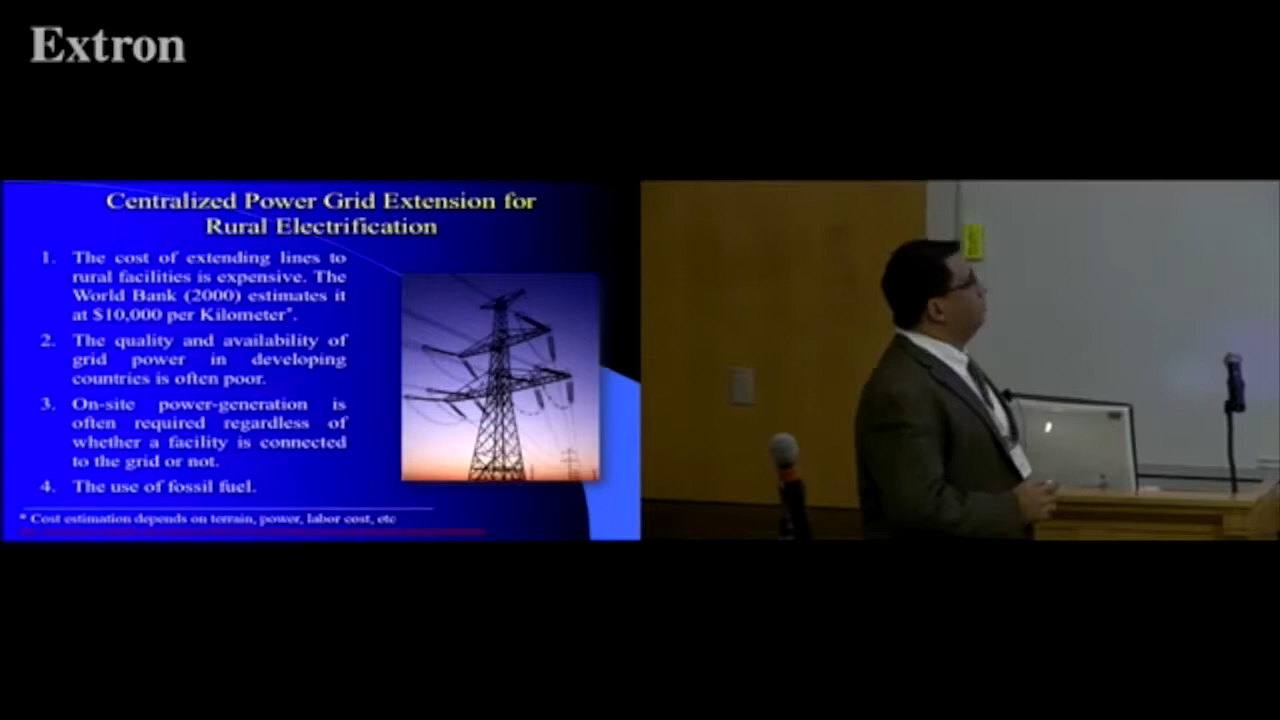 Extron
Centralized Power Grid Extension for
Rural Electrification
1. The cost of extending lines to
rural facilities is expensive. The
World Bank (2000) estimates it
at $10,000 per Kilometer*.
2. The quality and availability of
grid power in developing
countries is often poor.
3. On-site power-generation is
often required regardless of
whether a facility is connected
to the grid or not.
4. The use of fossil fuel.
* Cost estimation depends on terrain, power, labor cost, etc